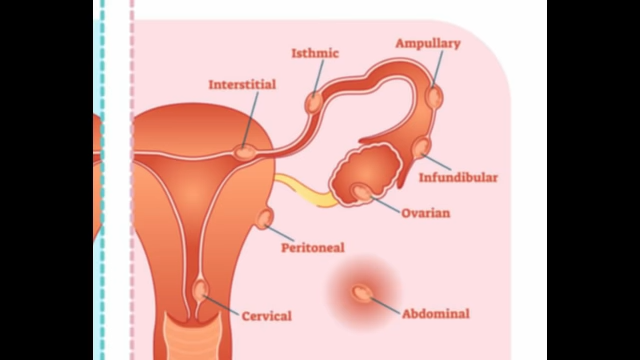 Ampullary
Isthmic
Interstitial
Infundibular
Ovarian
Peritoneal
Cervical
Abdominal